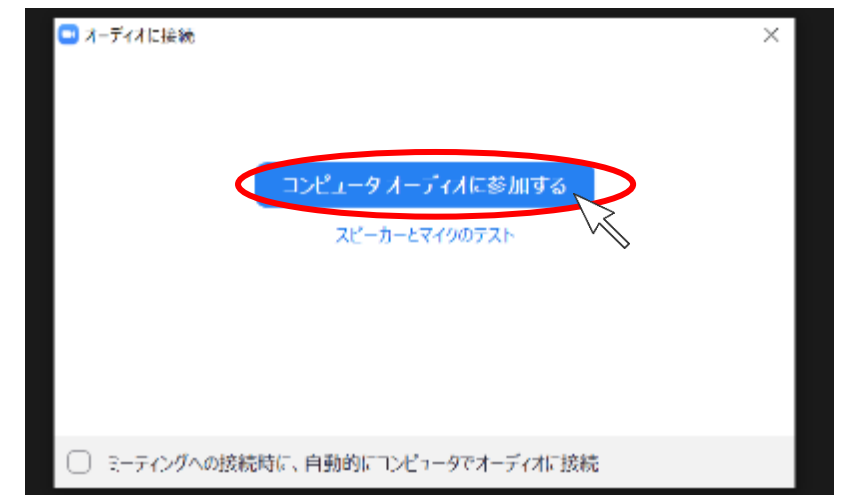 オーディオに接続
コンピュータ オーディオに参加する
スピーカーとマイクのテスト
ミーティングへの接続時に、自動的にコンピュータでオーディオに接続